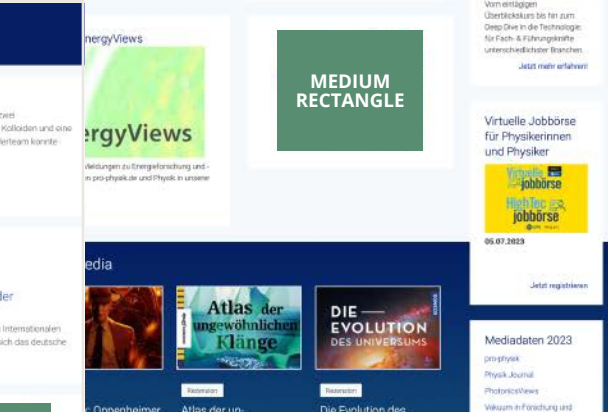 zwei
Kolloiden und eine
lerteam konnte
ler
Internationalen
sich das deutsche
nergyViews
ergyViews
Meldungen zu Energieforschung und -
en pro-physik.de und Physik in unserer
MEDIUM
RECTANGLE
Vom eintägigen
Überblickskurs bis hin zum
Deep Dive in die Technologie:
für Fach- & Führungskräfte
unterschiedlichster Branchen.
Jetzt mehr erfahren!
Virtuelle Jobbörse
für Physikerinnen
und Physiker
Virtuelle
jobbörse
HighTec
jobbörse
05.07.2023
Jetzt registrieren
edia
Atlas der
ungewöhnlichen
Klänge
DIE
EVOLUTION
DES UNIVERSUMS
KOSMOS
Rezension
Rezension
r: Oppenheimer
Atlas der un-
Die Evolution des
Mediadaten 2023
pro-physik
Physik Journal
PhotonicsViews
Vakuum in Forschung und